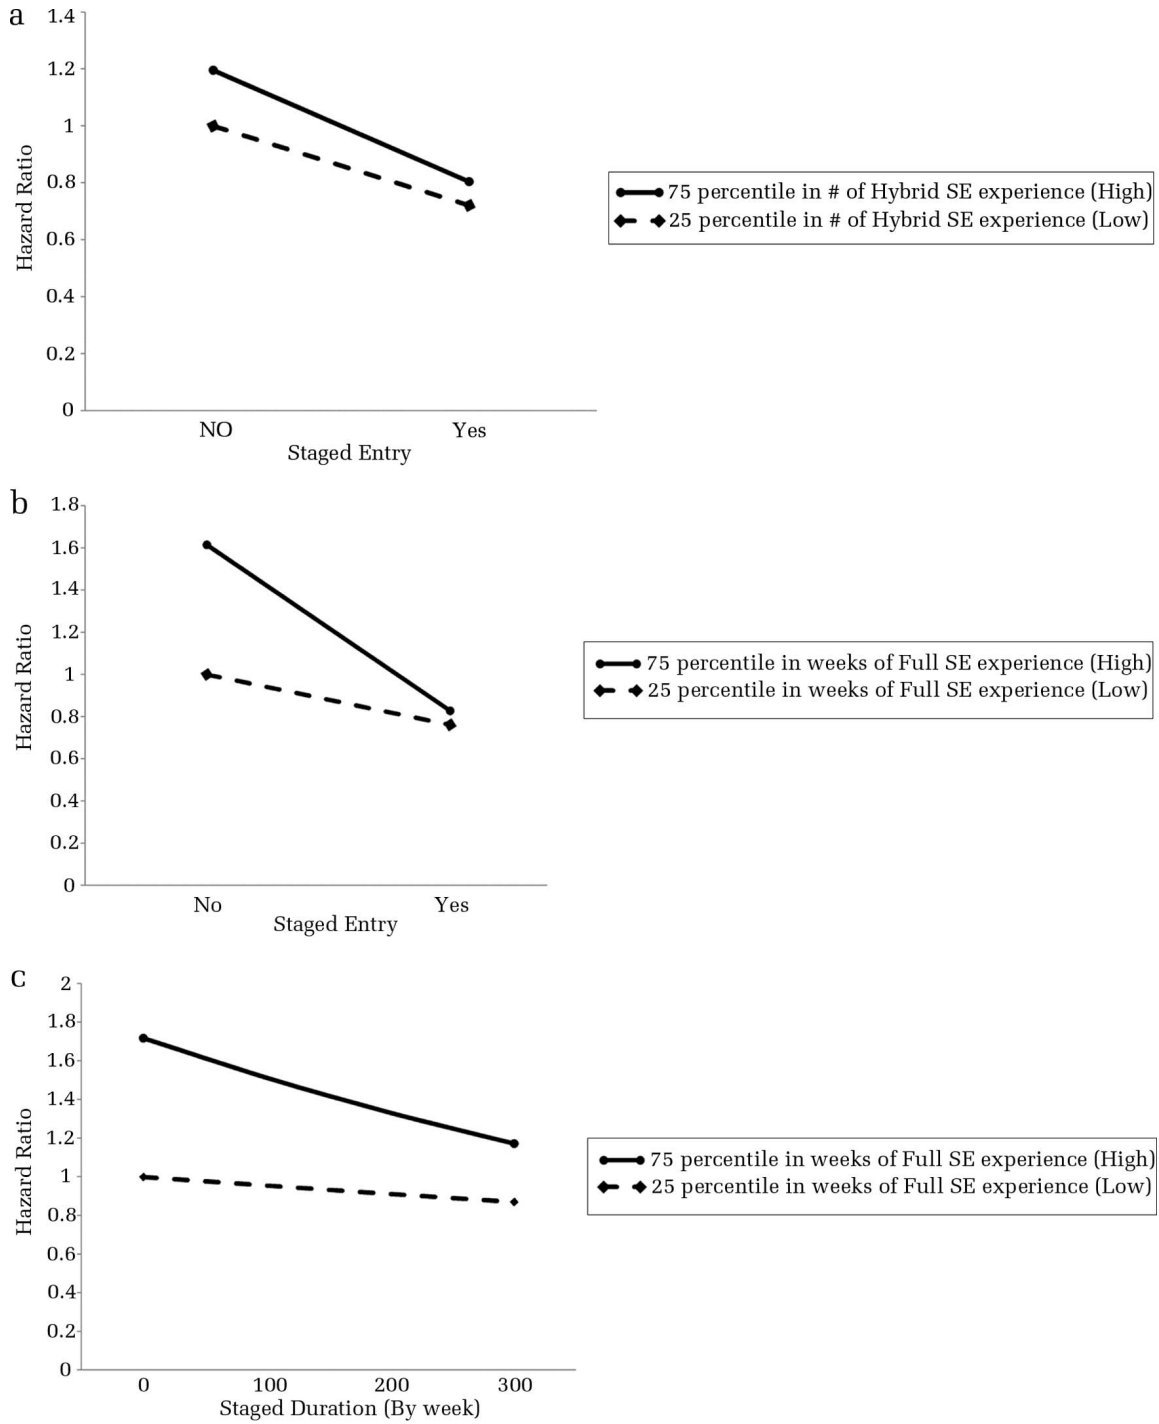 a
1.4
1.2
1
0.8
0.6
0.4
0.2
0
Hazard Ratio
NO
Yes
Staged Entry
75 percentile in # of Hybrid SE experience (High)
25 percentile in # of Hybrid SE experience (Low)
b
1.8
1.6
1.4
1.2
1
0.8
0.6
0.4
0.2
0
Hazard Ratio
No
Yes
Staged Entry
75 percentile in weeks of Full SE experience (High)
25 percentile in weeks of Full SE experience (Low)
c
2
1.8
1.6
1.4
1.2
1
0.8
0.6
0.4
0.2
0
Hazard Ratio
0
100
200
300
Staged Duration (By week)
75 percentile in weeks of Full SE experience (High)
25 percentile in weeks of Full SE experience (Low)